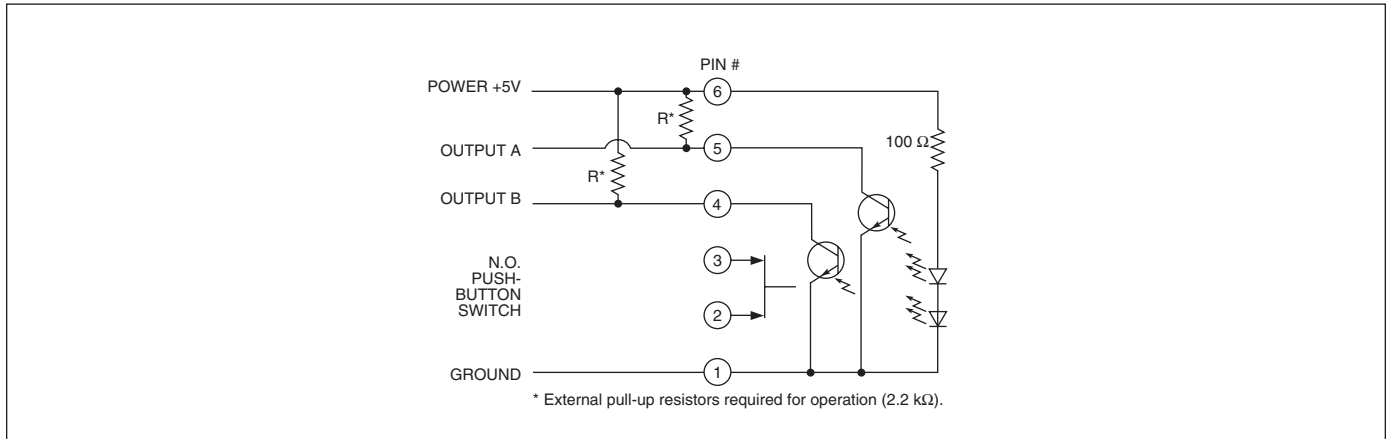 PIN #
POWER +5V
6
R*
100 Ω
OUTPUT A
5
R*
OUTPUT B
4
N.O.
PUSH-
BUTTON
SWITCH
3
2
GROUND
1
* External pull-up resistors required for operation (2.2 kΩ).